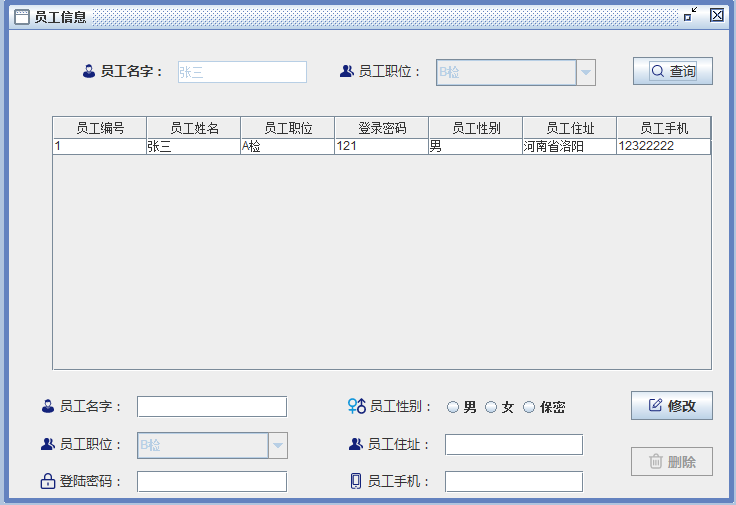 员工信息
员工名字： 张三 员工职位： B检 查询
员工编号 员工姓名 员工职位 登录密码 员工性别 员工住址 员工手机
1 张三 A检 121 男 河南省洛阳 12322222
员工名字： 员工性别： 男 女 保密 修改
员工职位： B检 员工住址： 删除
登陆密码： 员工手机：